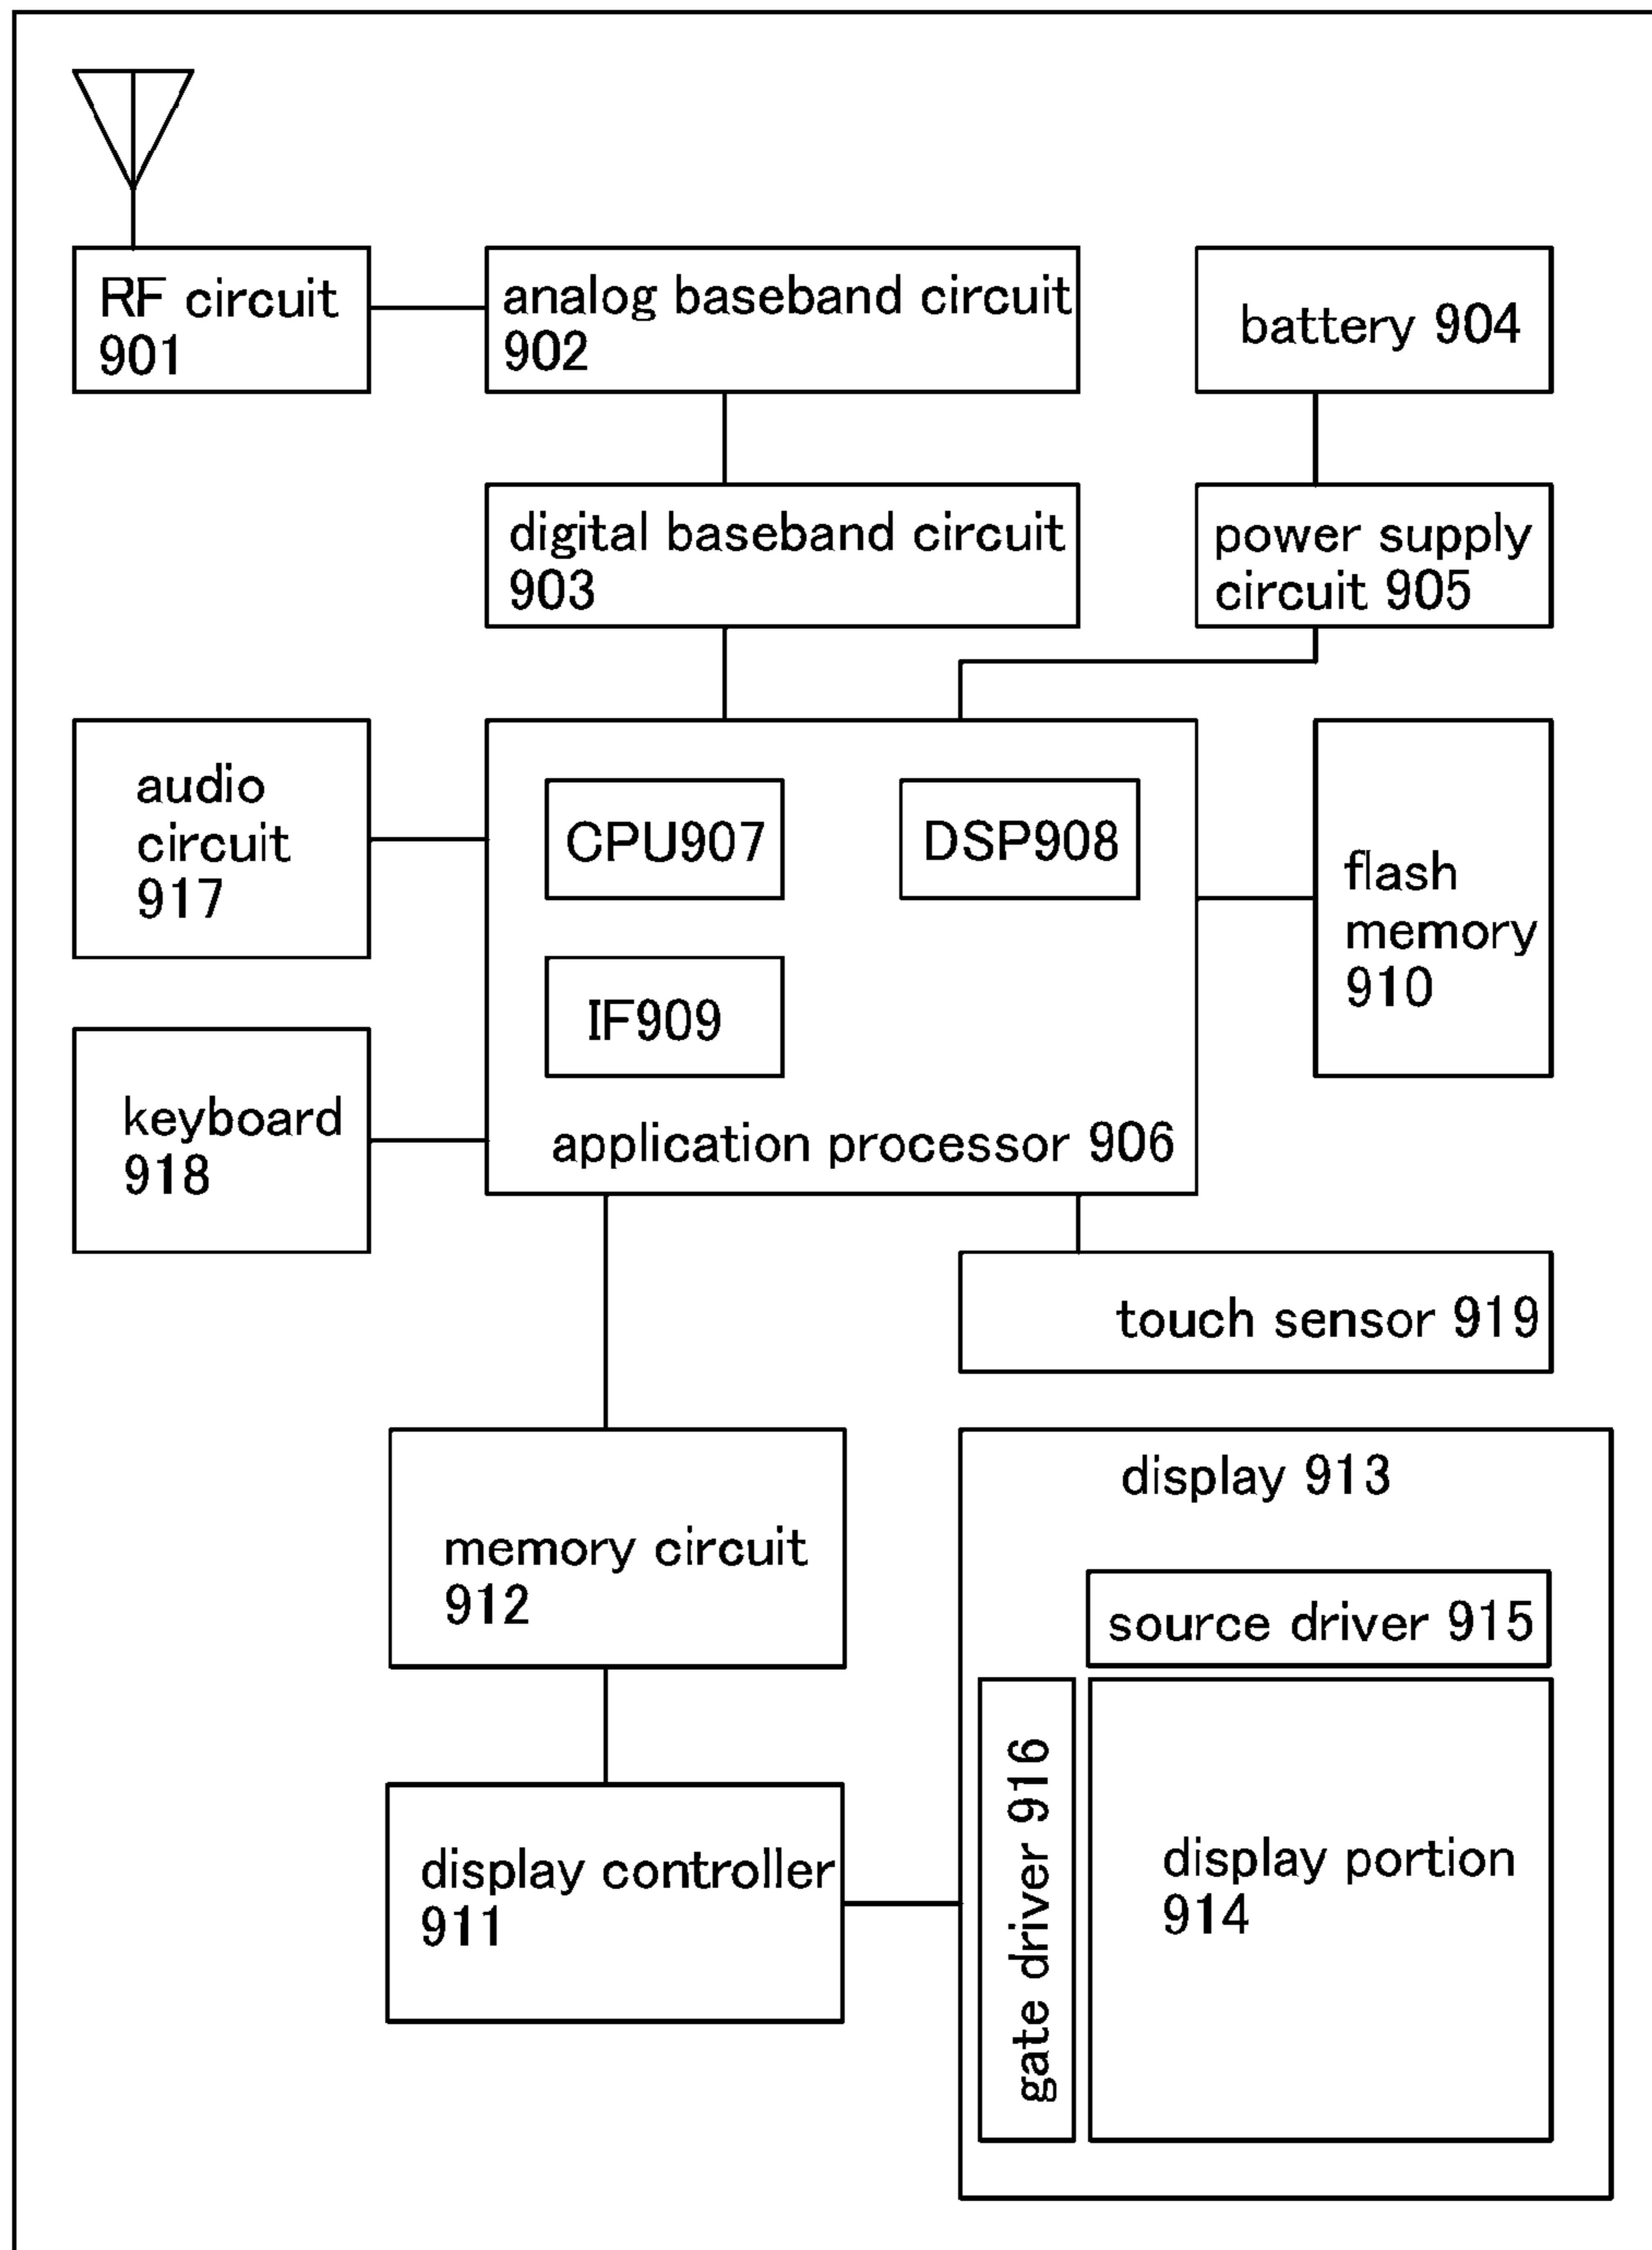 RF circuit
901
analog baseband circuit
902
battery 904
digital baseband circuit
903
power supply
circuit 905
audio
circuit
917
CPU907
DSP908
flash
memory
910
IF909
keyboard
918
application processor 906
touch sensor 919
memory circuit
912
display 913
source driver 915
display controller
911
gate driver 916
display portion
914